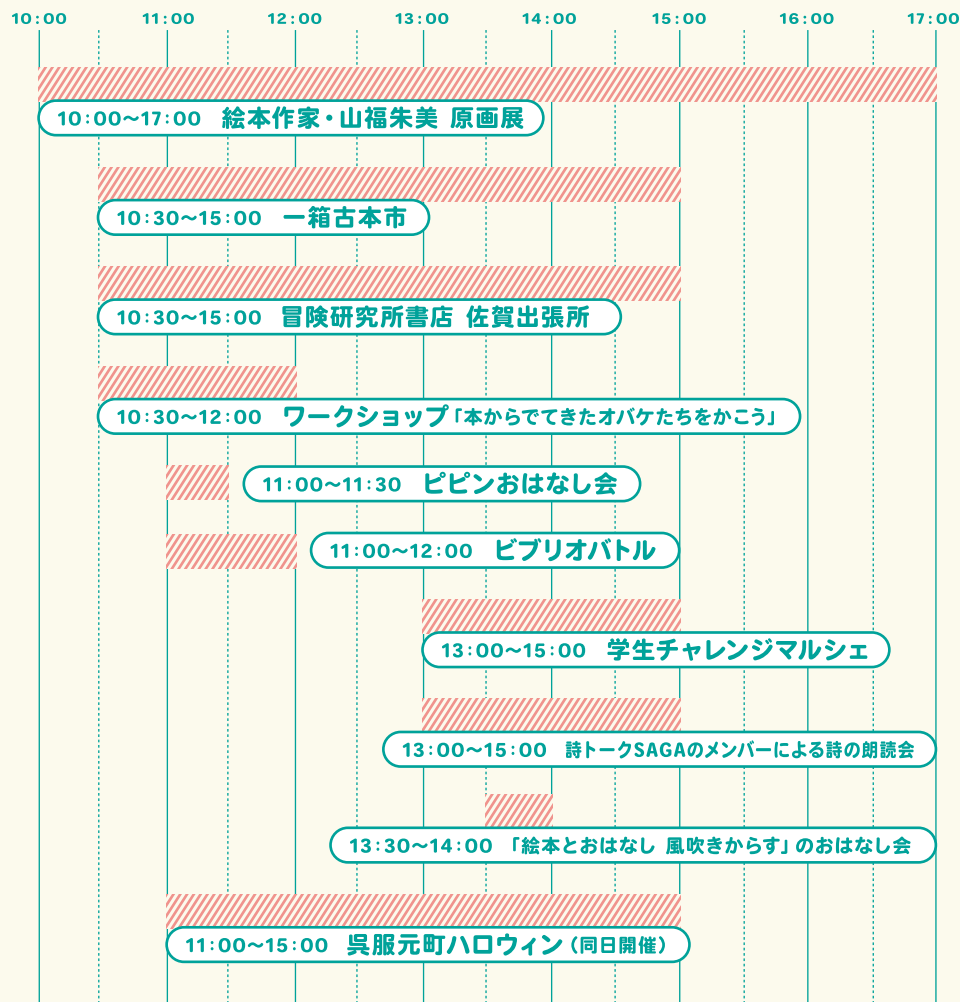 10:00 11:00 12:00 13:00 14:00 15:00 16:00 17:00
10:00〜17:00 絵本作家・山福朱美 原画展
10:30〜15:00 一箱古本市
10:30〜15:00 冒険研究所書店 佐賀出張所
10:30〜12:00 ワークショップ「本からでてきたオバケたちをかこう」
11:00〜11:30 ピピンおはなし会
11:00〜12:00 ビブリオバトル
13:00〜15:00 学生チャレンジマルシェ
13:00〜15:00 詩トークSAGAのメンバーによる詩の朗読会
13:30〜14:00 「絵本とおはなし 風吹きからす」のおはなし会
11:00〜15:00 呉服元町ハロウィン（同日開催）